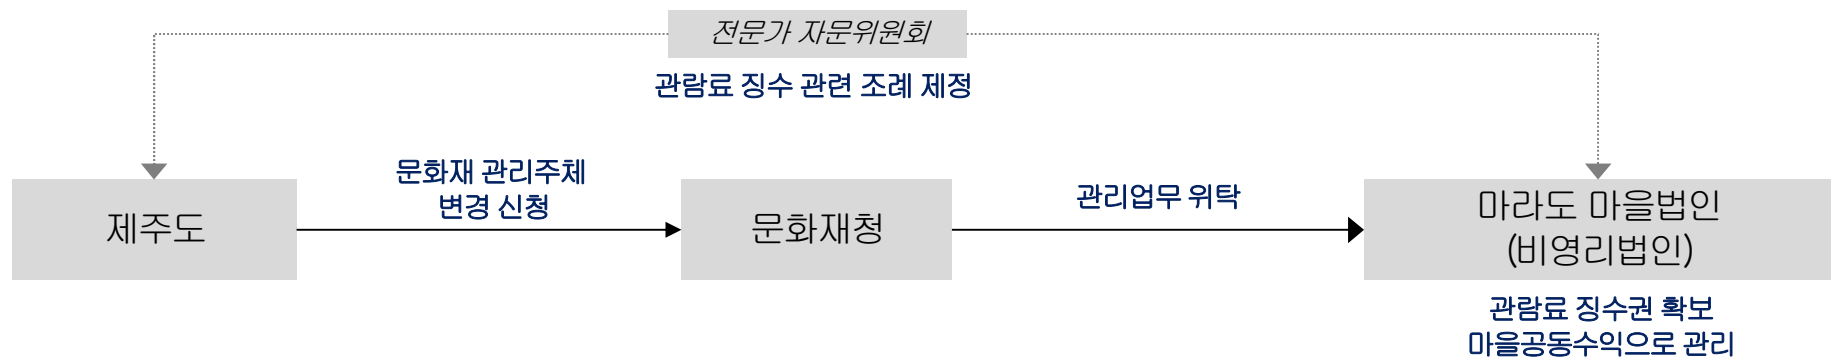 전문가 자문위원회
관람료 징수 관련 조례 제정
문화재 관리주체
변경 신청
관리업무 위탁
제주도
문화재청
마라도 마을법인
(비영리법인)
관람료 징수권 확보
마을공동수익으로 관리